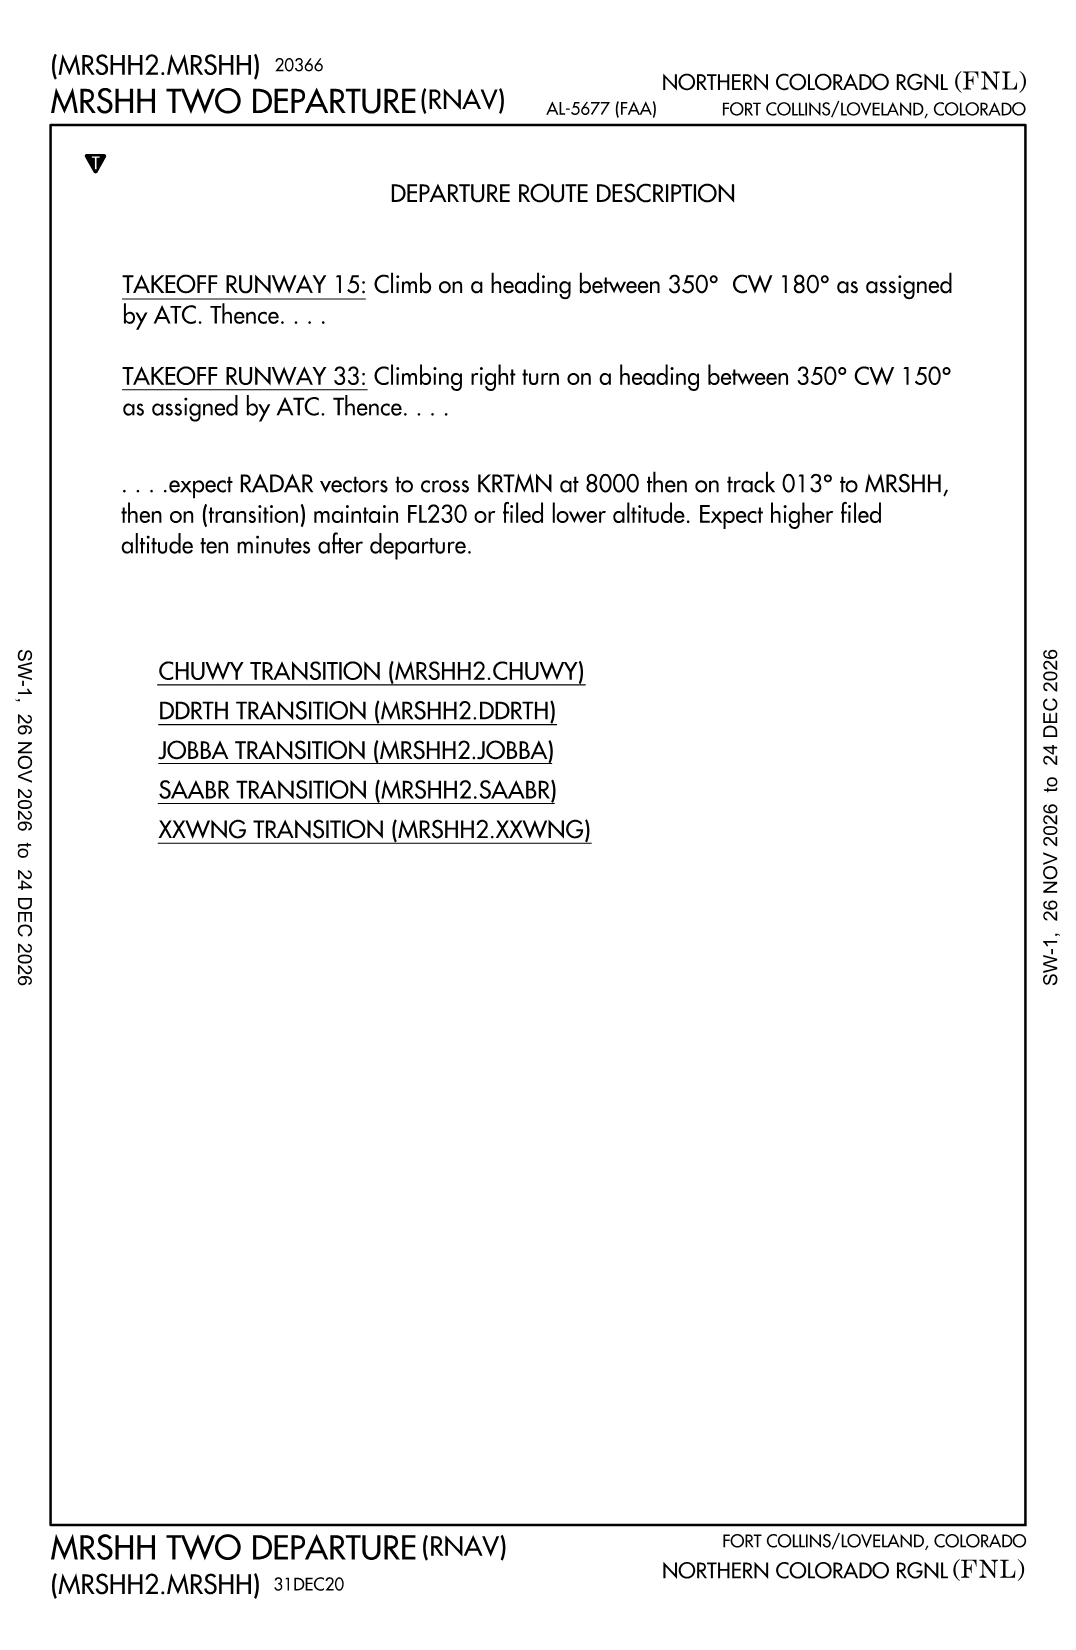 (MRSHH2.MRSHH) 20366
MRSHH TWO DEPARTURE (RNAV)
AL-5677 (FAA)
NORTHERN COLORADO RGNL (FNL)
FORT COLLINS/LOVELAND, COLORADO
T
DEPARTURE ROUTE DESCRIPTION
TAKEOFF RUNWAY 15: Climb on a heading between 350° CW 180° as assigned
by ATC. Thence. . . .
TAKEOFF RUNWAY 33: Climbing right turn on a heading between 350° CW 150°
as assigned by ATC. Thence. . . .
. . . .expect RADAR vectors to cross KRTMN at 8000 then on track 013° to MRSHH,
then on (transition) maintain FL230 or filed lower altitude. Expect higher filed
altitude ten minutes after departure.
CHUWY TRANSITION (MRSHH2.CHUWY)
DDRTH TRANSITION (MRSHH2.DDRTH)
JOBBA TRANSITION (MRSHH2.JOBBA)
SAABR TRANSITION (MRSHH2.SAABR)
XXWNG TRANSITION (MRSHH2.XXWNG)
SW-1, 26 NOV 2026 to 24 DEC 2026
SW-1, 26 NOV 2026 to 24 DEC 2026
MRSHH TWO DEPARTURE (RNAV)
(MRSHH2.MRSHH) 31DEC20
FORT COLLINS/LOVELAND, COLORADO
NORTHERN COLORADO RGNL (FNL)